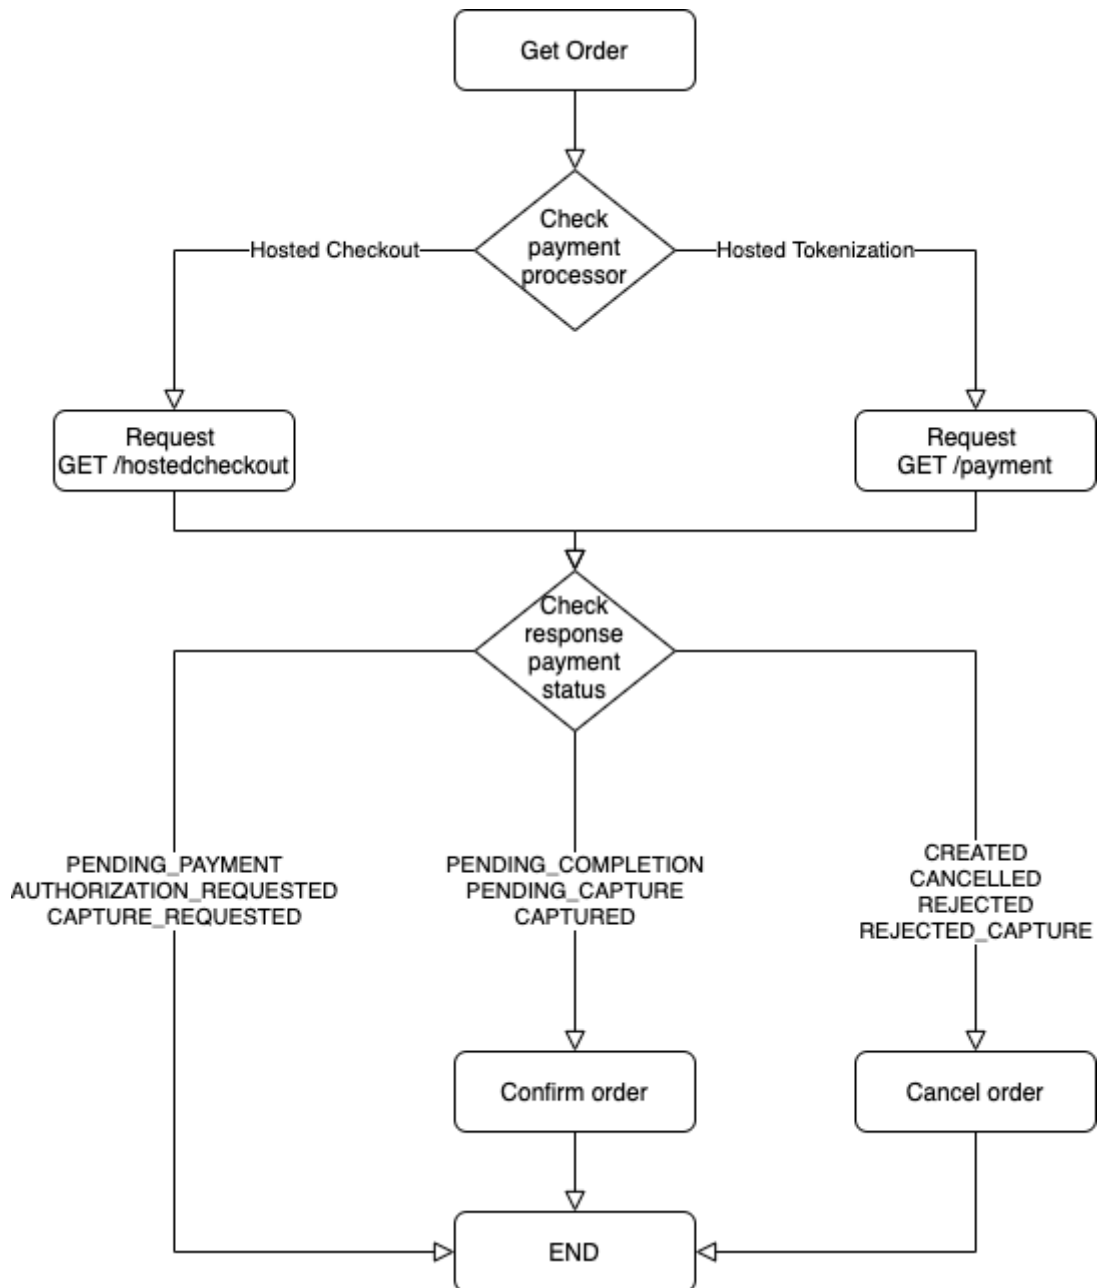 Get Order
Check
payment
processor
Hosted Checkout
Hosted Tokenization
Request
GET /hostedcheckout
Request
GET /payment
Check
response
payment
status
PENDING_PAYMENT
AUTHORIZATION_REQUESTED
CAPTURE_REQUESTED
PENDING_COMPLETION
PENDING_CAPTURE
CAPTURED
CREATED
CANCELLED
REJECTED
REJECTED_CAPTURE
Confirm order
Cancel order
END